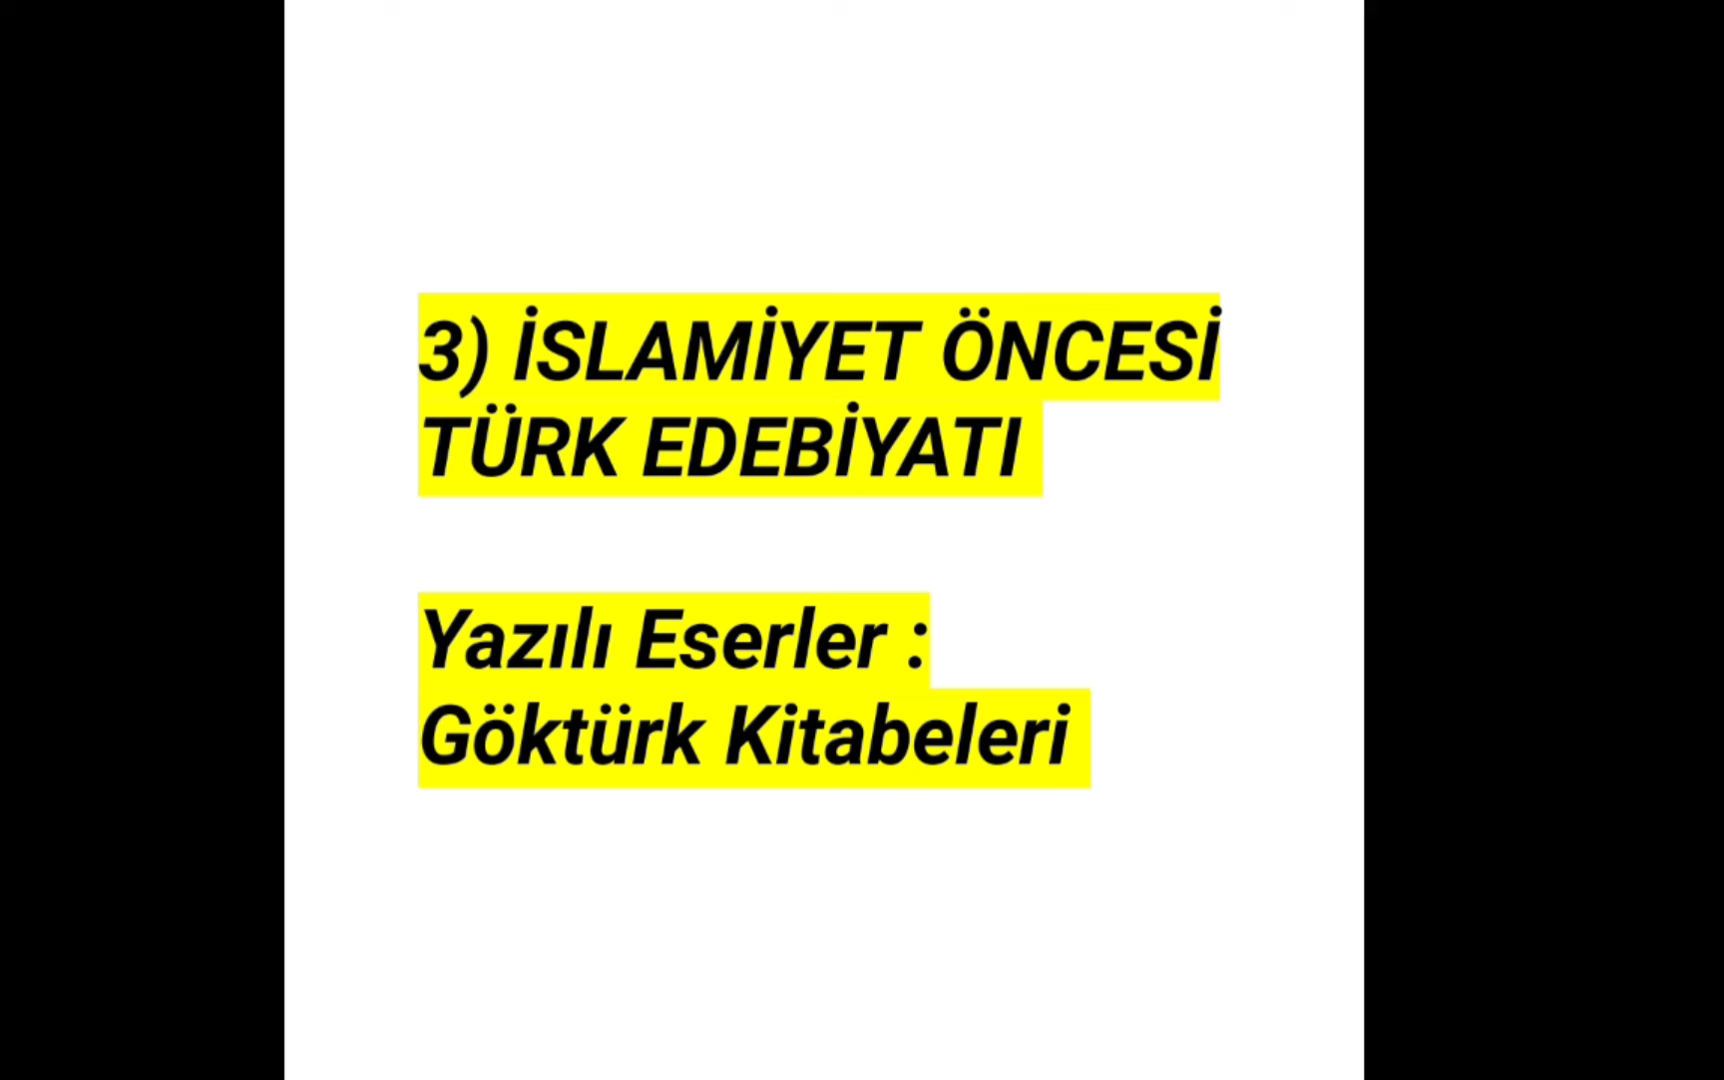 3) İSLAMİYET ÖNCESİ
TÜRK EDEBİYATI
Yazılı Eserler :
Göktürk Kitabeleri